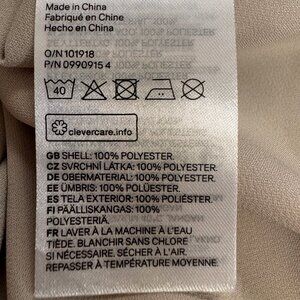 Made in China
Fabriqué en Chine
Hecho en China
O/N 101918
P/N 0990915 4
40
clevercare.info
GB SHELL: 100% POLYESTER.
CZ SVRCHNÍ LÁTKA: 100% POLYESTER.
DE OBERMATERIAL: 100% POLYESTER.
EE ÜMBRIS: 100% POLÜESTER.
ES TELA EXTERIOR: 100% POLIÉSTER.
FI PÄÄLLISKANGAS: 100%
POLYESTERIA.
FR LAVER À LA MACHINE À L'EAU
TIÈDE. BLANCHIR SANS CHLORE
SI NÉCESSAIRE. SÉCHER À L'AIR.
REPASSER À TEMPÉRATURE MOYENNE.